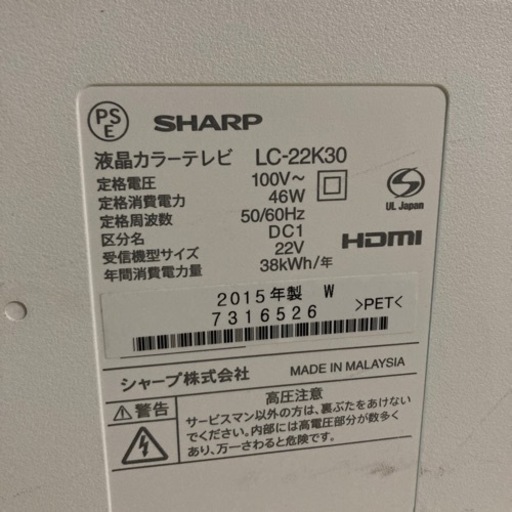 PS
E
SHARP
液晶カラーテレビ LC-22K30
定格電圧 100V～
定格消費電力 46W
定格周波数 50/60Hz
区分名 DC1
受信機型サイズ 22V
年間消費電力量 38kWh/年
UL Japan
HDMI
2015年製 W
7316526
>PET<
シャープ株式会社 MADE IN MALAYSIA
警告
高圧注意
サービスマン以外の方は、裏ぶたをあけない
でください。内部には高電圧部分が数多く
あり、万一さわると危険です。